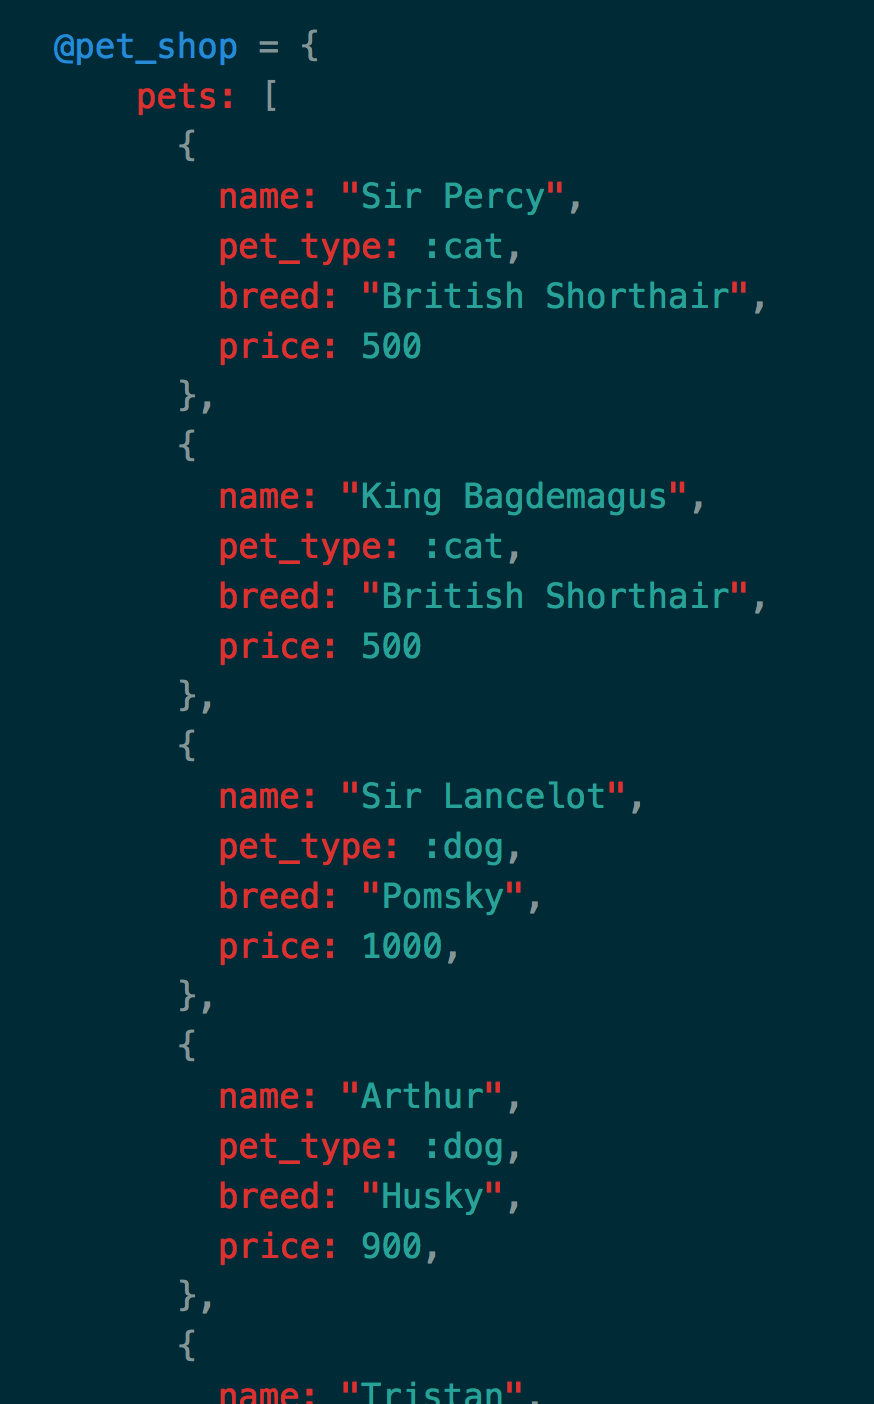 @pet_shop = {
pets: [
{
name: "Sir Percy",
pet_type: :cat,
breed: "British Shorthair",
price: 500
},
{
name: "King Bagdemagus",
pet_type: :cat,
breed: "British Shorthair",
price: 500
},
{
name: "Sir Lancelot",
pet_type: :dog,
breed: "Pomsky",
price: 1000,
},
{
name: "Arthur",
pet_type: :dog,
breed: "Husky",
price: 900,
},
{
name: "Tristan",